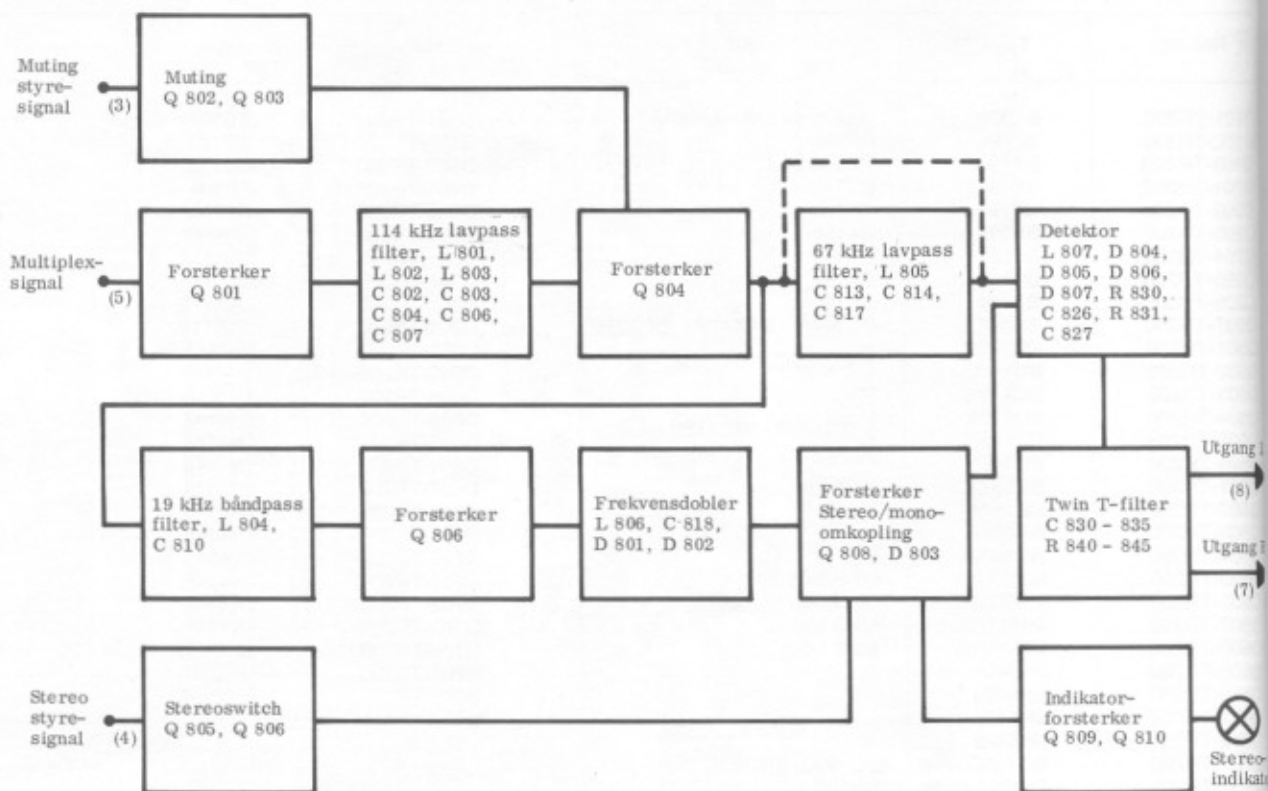 Muting
styre-
signal
(3)
Muting
Q 802, Q 803
Multiplex-
signal
(5)
Forsterker
Q 801
114 kHz lavpass
filter, L 801,
L 802, L 803,
C 802, C 803,
C 804, C 806,
C 807
Forsterker
Q 804
67 kHz lavpass
filter, L 805
C 813, C 814,
C 817
Detektor
L 807, D 804,
D 805, D 806,
D 807, R 830,
C 826, R 831,
C 827
19 kHz båndpass
filter, L 804,
C 810
Forsterker
Q 806
Frekvensdobler
L 806, C 818,
D 801, D 802
Forsterker
Stereo/mono-
omkopling
Q 808, D 803
Twin T-filter
C 830 - 835
R 840 - 845
Utgang
(8)
Utgang
(7)
Stereo
styre-
signal
(4)
Stereoswitch
Q 805, Q 806
Indikator-
forsterker
Q 809, Q 810
Stereo-
indikat